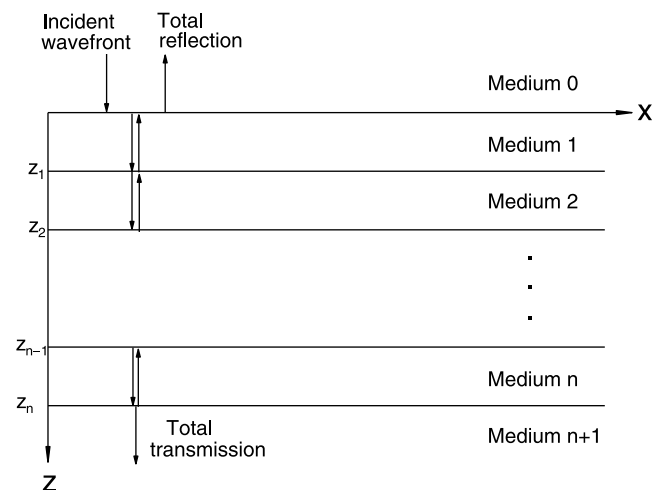 Incident
wavefront
Total
reflection
Medium 0
X
Medium 1
z1
Medium 2
z2
zn–1
Medium n
zn
Total
transmission
Medium n+1
Z